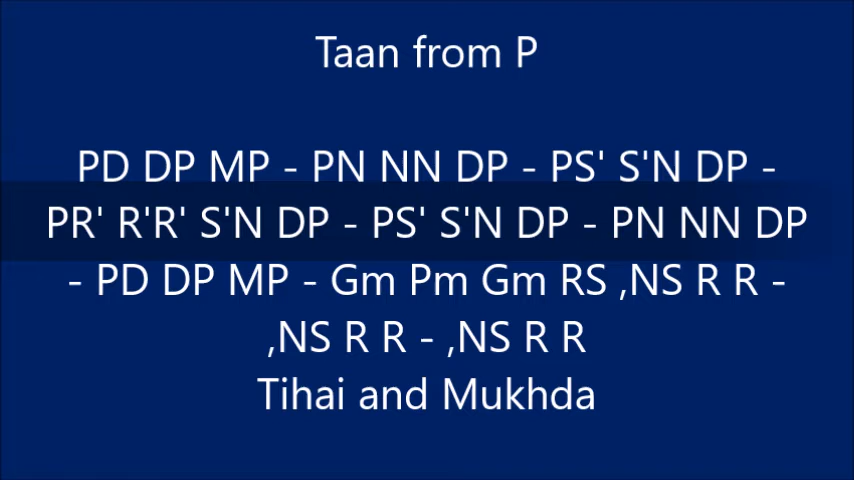 Taan from P
PD DP MP - PN NN DP - PS' S'N DP -
PR' R'R' S'N DP - PS' S'N DP - PN NN DP
- PD DP MP - Gm Pm Gm RS ,NS R R -
,NS R R - ,NS R R
Tihai and Mukhda